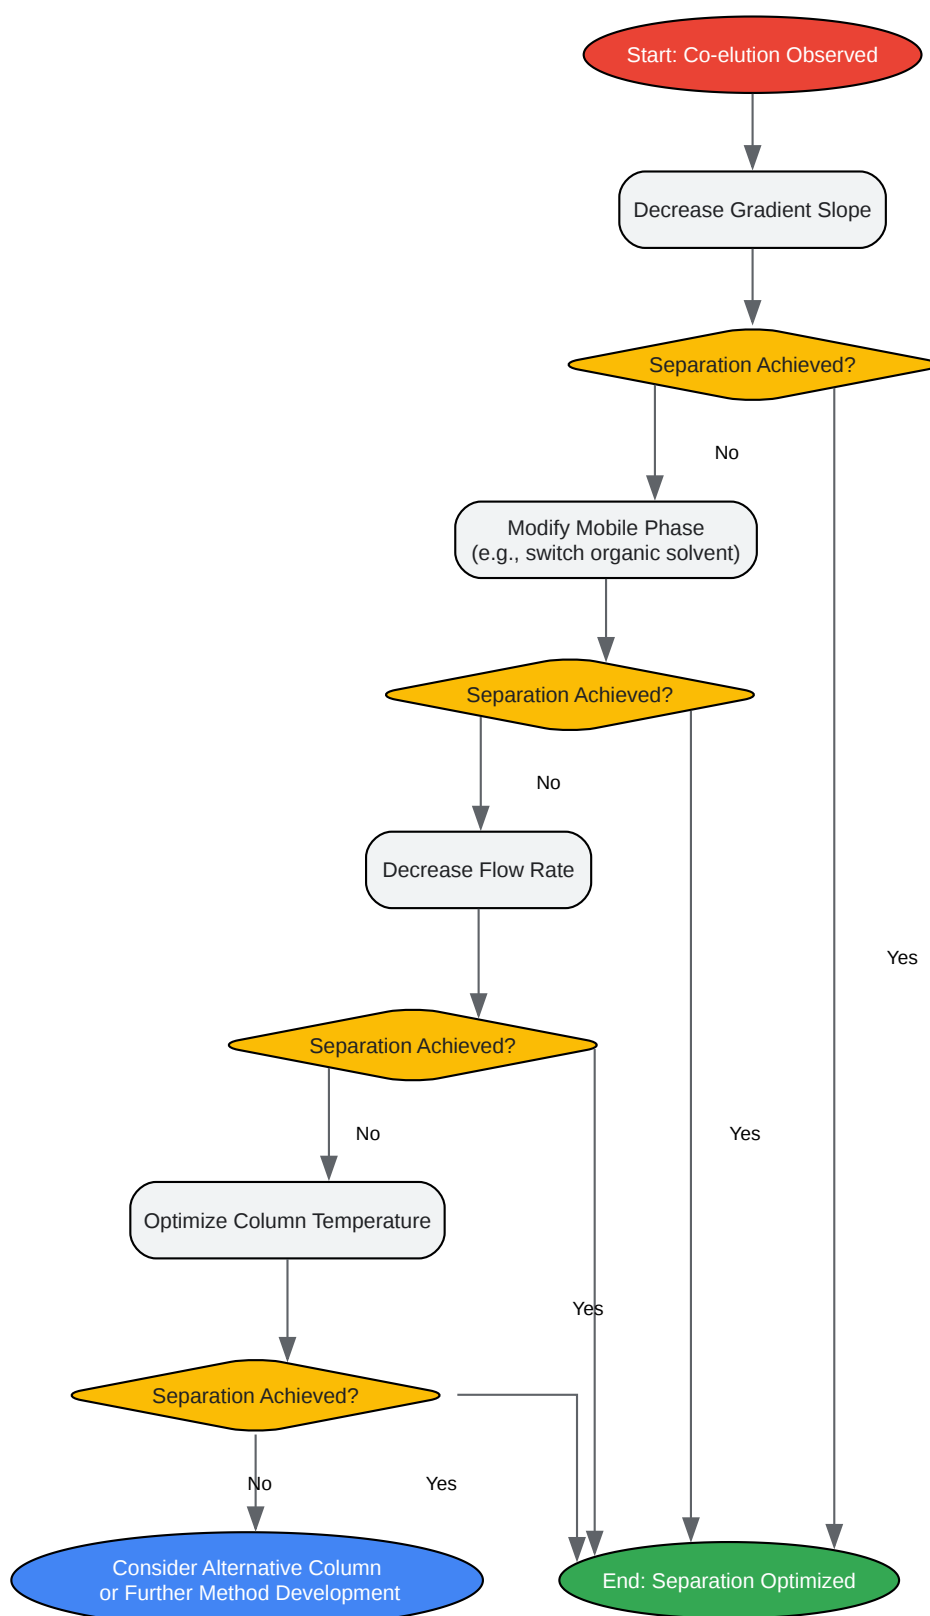 Start: Co-elution Observed
Decrease Gradient Slope
Separation Achieved?
No
Modify Mobile Phase
(e.g., switch organic solvent)
Separation Achieved?
No
Decrease Flow Rate
Yes
Separation Achieved?
No
Yes
Optimize Column Temperature
Yes
Separation Achieved?
No
Yes
Consider Alternative Column
or Further Method Development
End: Separation Optimized